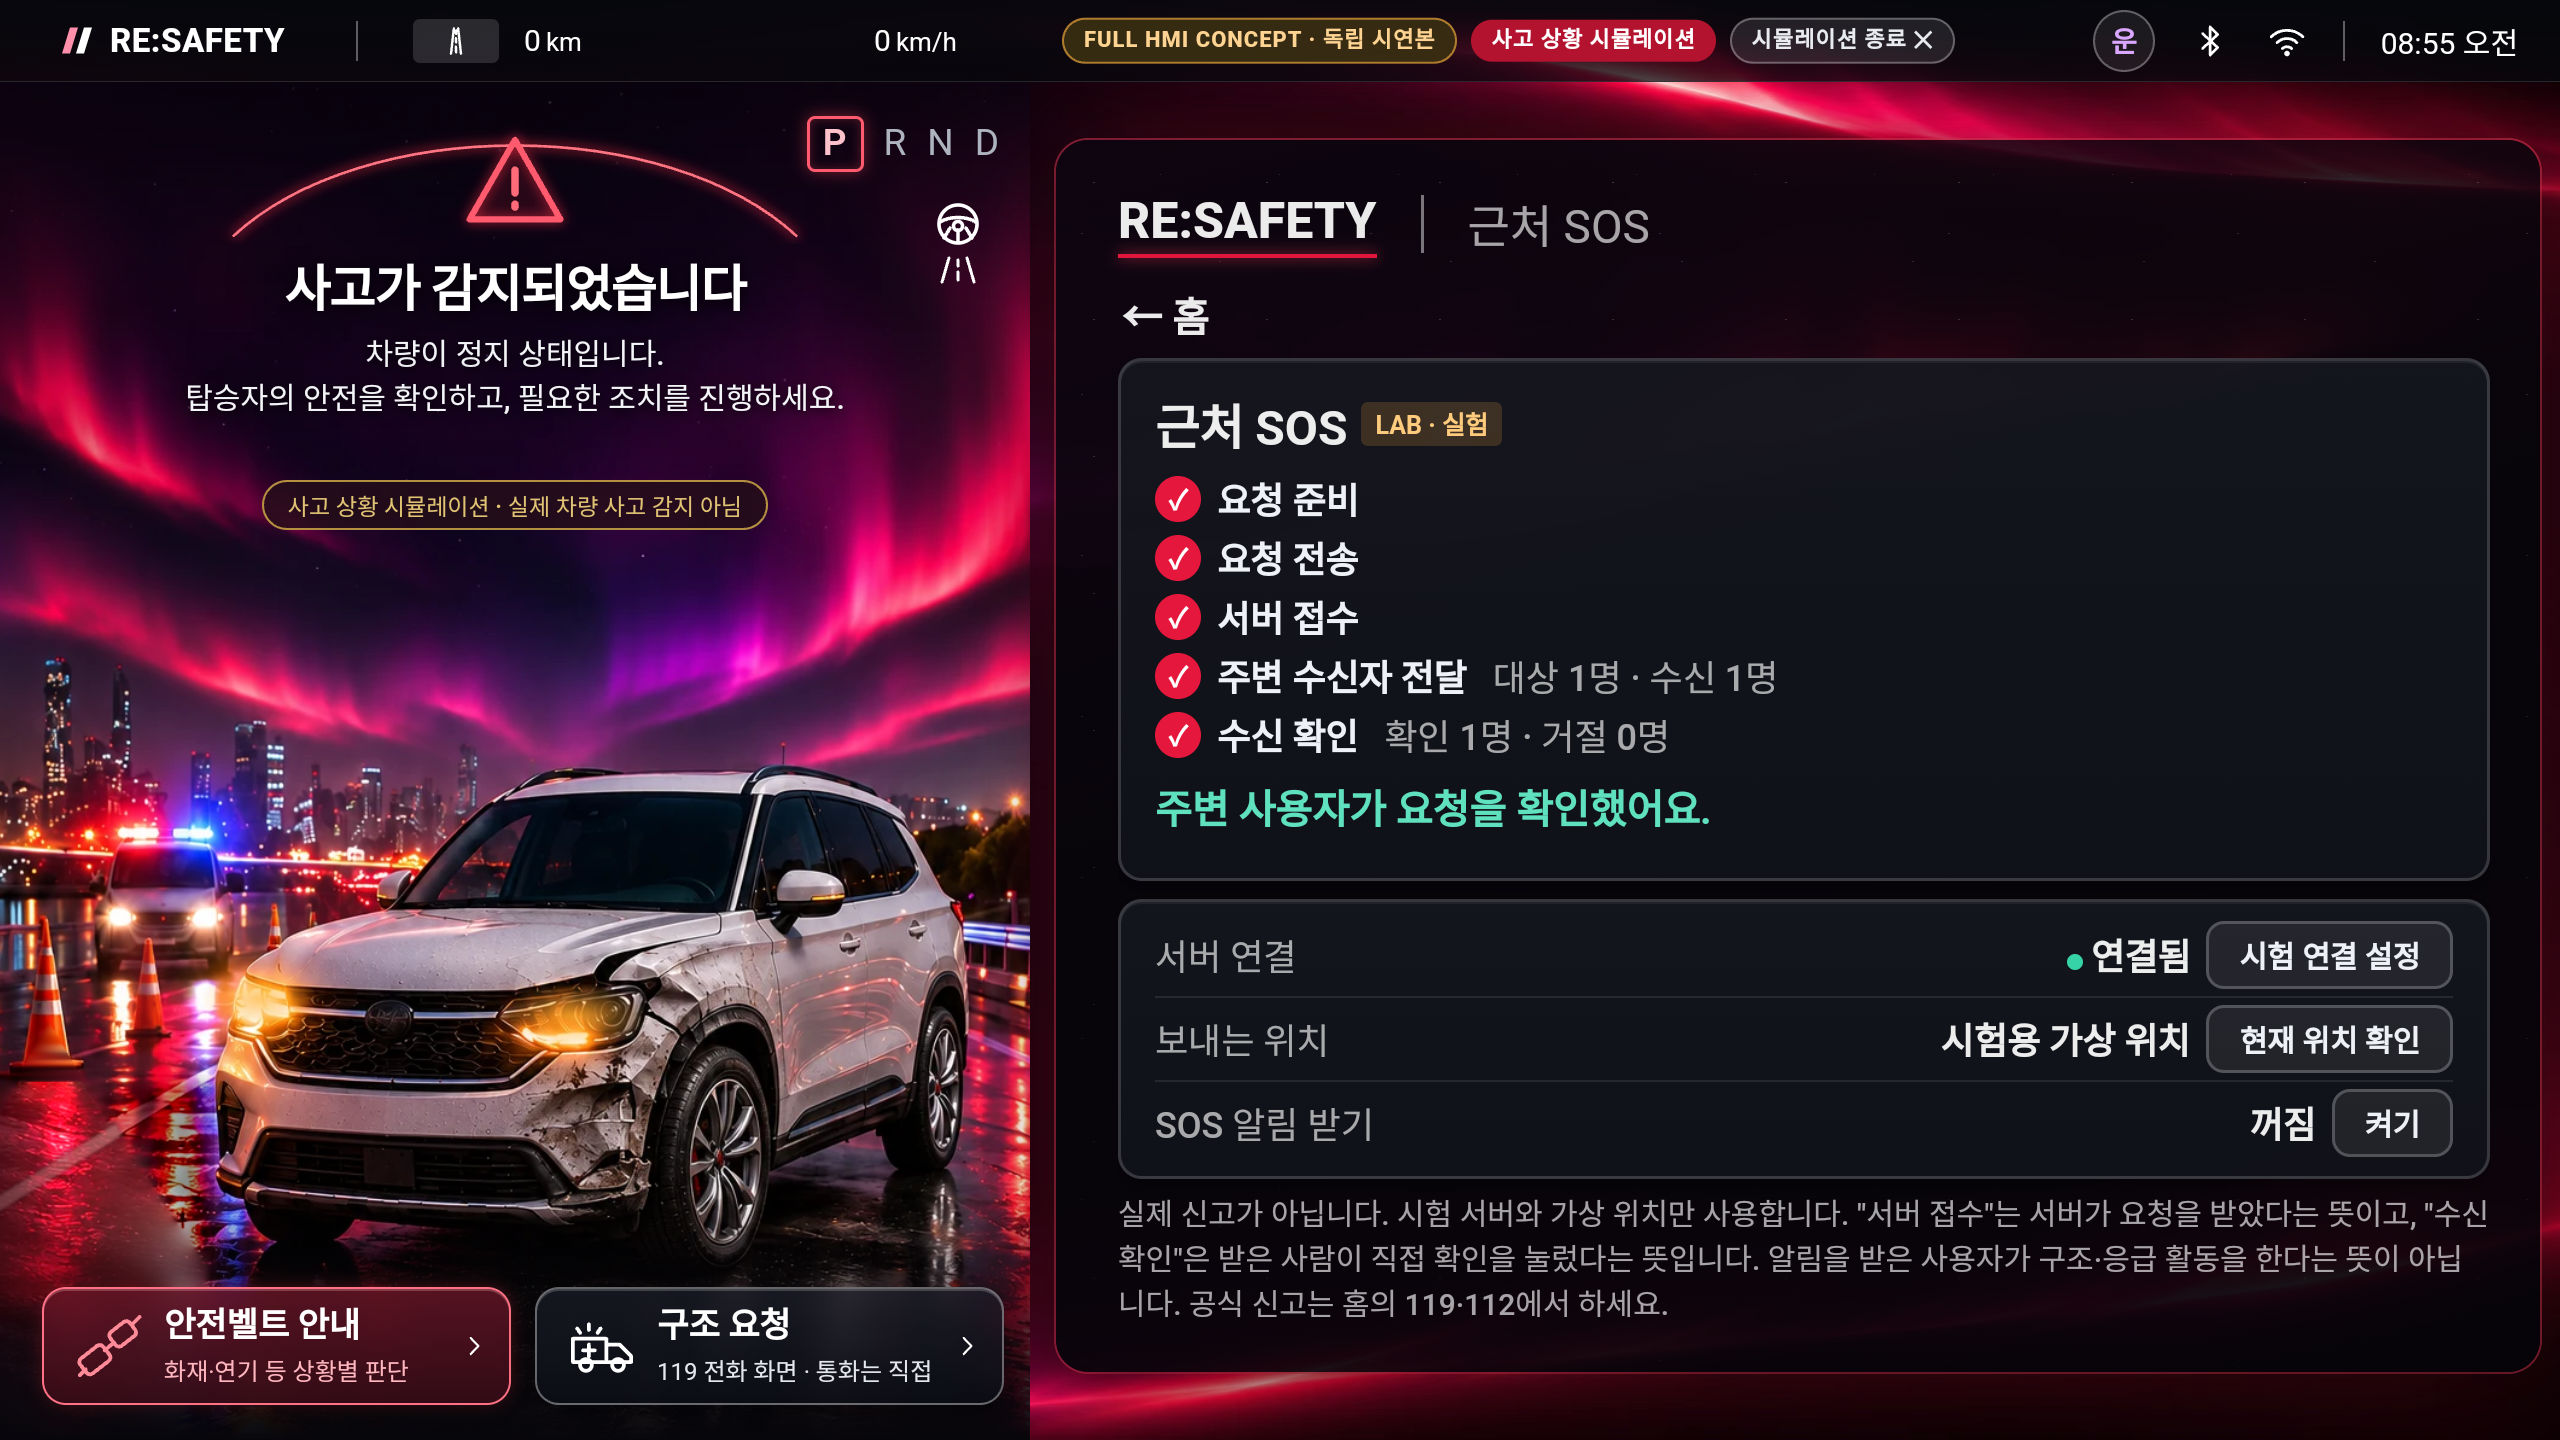 RE:SAFETY
0 km
0 km/h
FULL HMI CONCEPT · 독립 시연본
사고 상황 시뮬레이션
시뮬레이션 종료 ✕
운
08:55 오전
P R N D
사고가 감지되었습니다
차량이 정지 상태입니다.
탑승자의 안전을 확인하고, 필요한 조치를 진행하세요.
사고 상황 시뮬레이션 · 실제 차량 사고 감지 아님
안전벨트 안내
화재·연기 등 상황별 판단
구조 요청
119 전화 화면 · 통화는 직접
RE:SAFETY
근처 SOS
← 홈
근처 SOS LAB · 실험
✓ 요청 준비
✓ 요청 전송
✓ 서버 접수
✓ 주변 수신자 전달 대상 1명 · 수신 1명
✓ 수신 확인 확인 1명 · 거절 0명
주변 사용자가 요청을 확인했어요.
서버 연결 연결됨 시험 연결 설정
보내는 위치 시험용 가상 위치 현재 위치 확인
SOS 알림 받기 꺼짐 켜기
실제 신고가 아닙니다. 시험 서버와 가상 위치만 사용합니다. "서버 접수"는 서버가 요청을 받았다는 뜻이고, "수신
확인"은 받은 사람이 직접 확인을 눌렀다는 뜻입니다. 알림을 받은 사용자가 구조·응급 활동을 한다는 뜻이 아닙
니다. 공식 신고는 홈의 119·112에서 하세요.